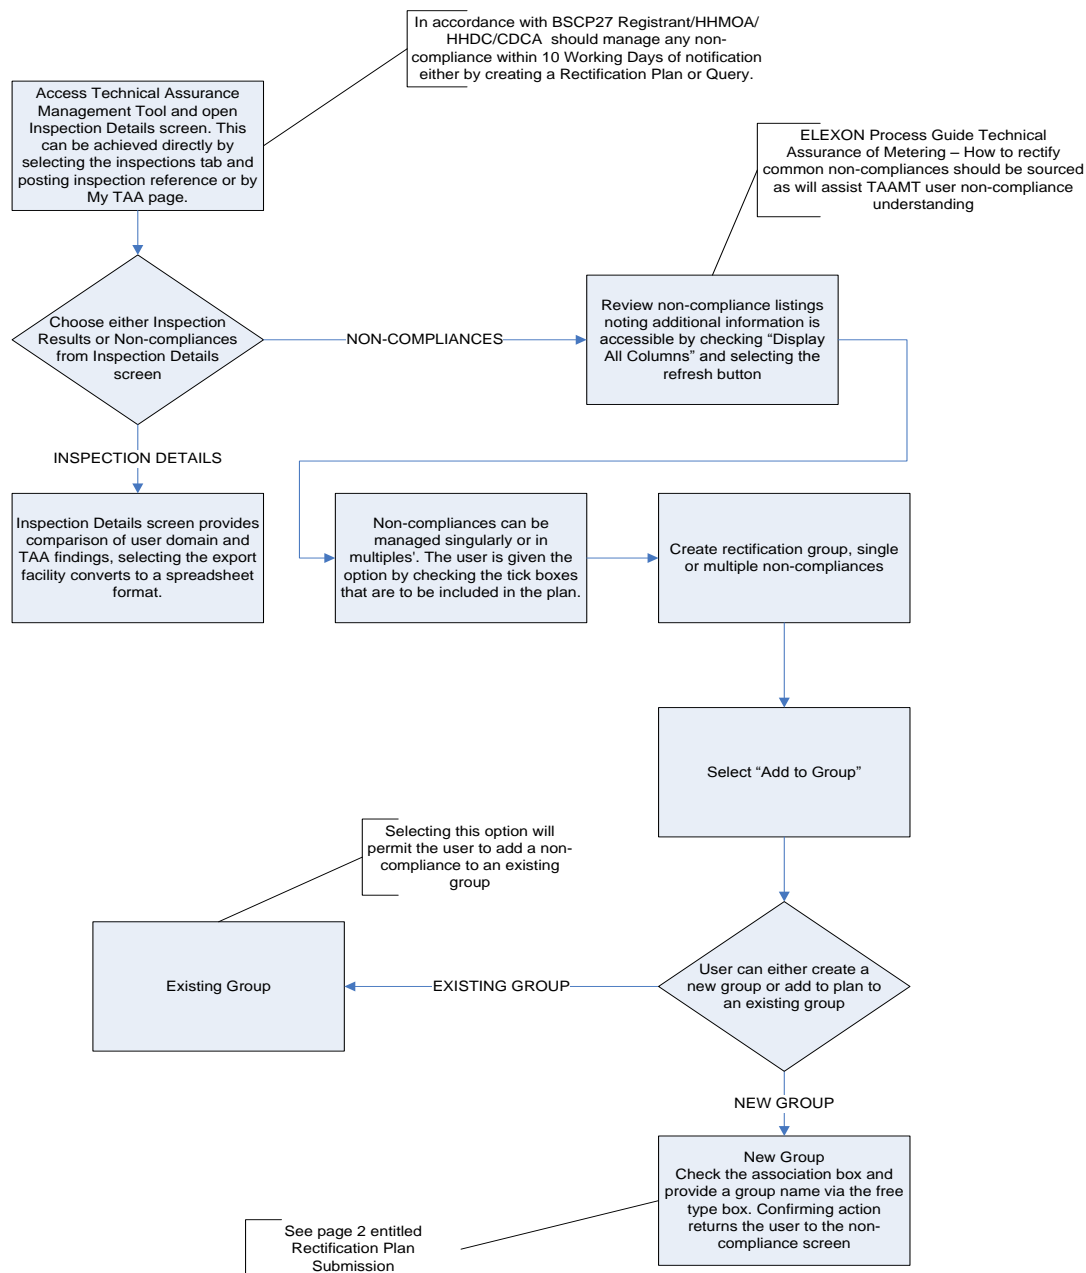 In accordance with BSCP27 Registrant/HHMOA/
HHDC/CDCA  should manage any non-
compliance within 10 Working Days of notification
either by creating a Rectification Plan or Query.
Access Technical Assurance
Management Tool and open
Inspection Details screen. This
can be achieved directly by
selecting the inspections tab and
posting inspection reference or by
My TAA page.
ELEXON Process Guide Technical
Assurance of Metering – How to rectify
common non-compliances should be sourced
as will assist TAAMT user non-compliance
understanding
Choose either Inspection
Results or Non-compliances
from Inspection Details
screen
NON-COMPLIANCES
Review non-compliance listings
noting additional information is
accessible by checking “Display
All Columns” and selecting the
refresh button
INSPECTION DETAILS
Inspection Details screen provides
comparison of user domain and
TAA findings, selecting the export
facility converts to a spreadsheet
format.
Non-compliances can be
managed singularly or in
multiples’. The user is given the
option by checking the tick boxes
that are to be included in the plan.
Create rectification group, single
or multiple non-compliances
Select “Add to Group”
Selecting this option will
permit the user to add a non-
compliance to an existing
group
Existing Group
EXISTING GROUP
User can either create a
new group or add to plan to
an existing group
NEW GROUP
New Group
Check the association box and
provide a group name via the free
type box. Confirming action
returns the user to the non-
compliance screen
See page 2 entitled
Rectification Plan
Submission